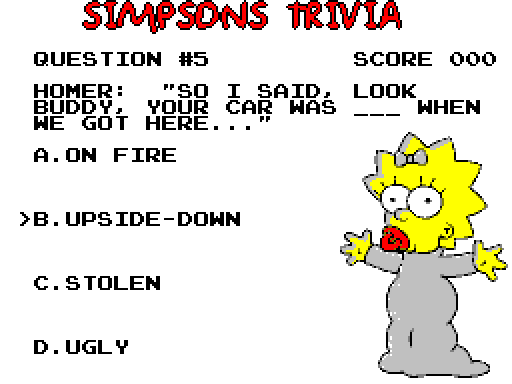 SIMPSONS TRIVIA
QUESTION #5 SCORE 000
HOMER: "SO I SAID, LOOK
BUDDY, YOUR CAR WAS ___ WHEN
WE GOT HERE..."
A.ON FIRE
>B.UPSIDE-DOWN
C.STOLEN
D.UGLY